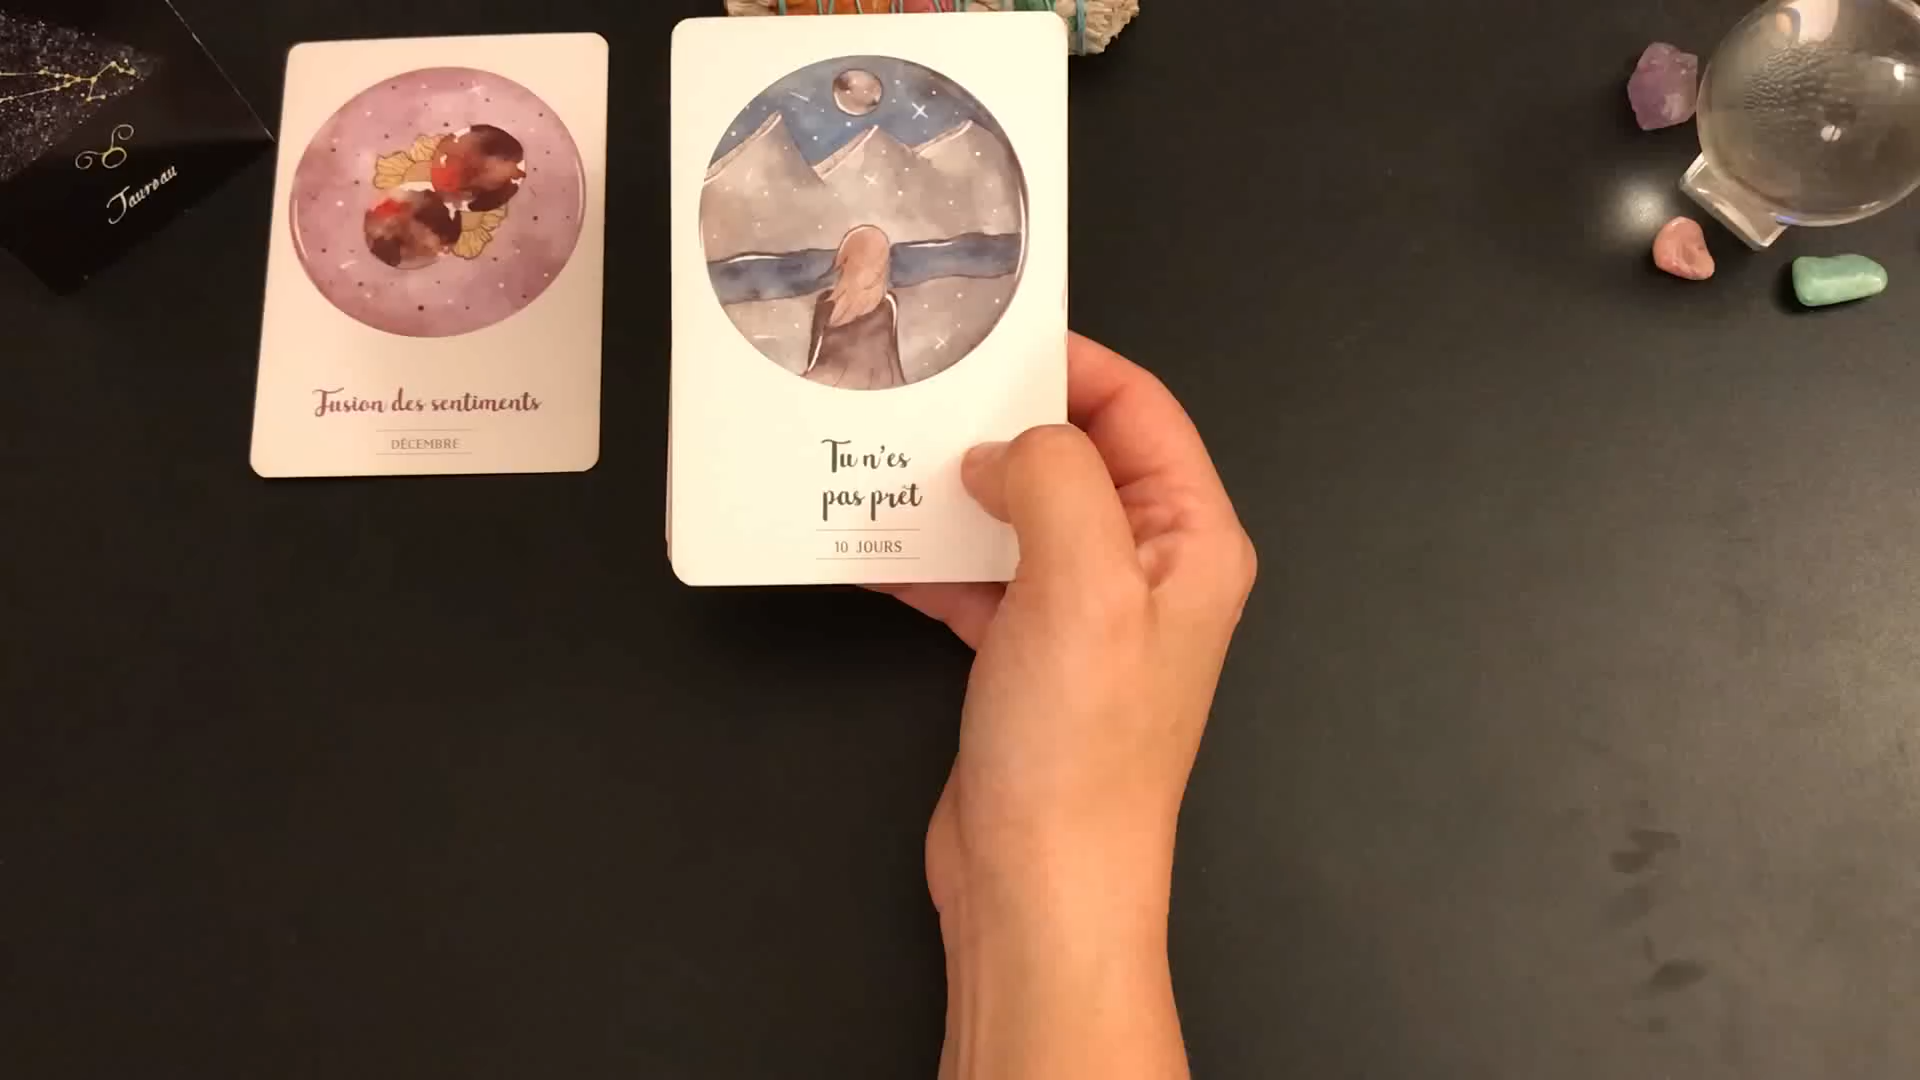 Taureau
Fusion des sentiments
DÉCEMBRE
Tu n'es
pas prêt
10 JOURS